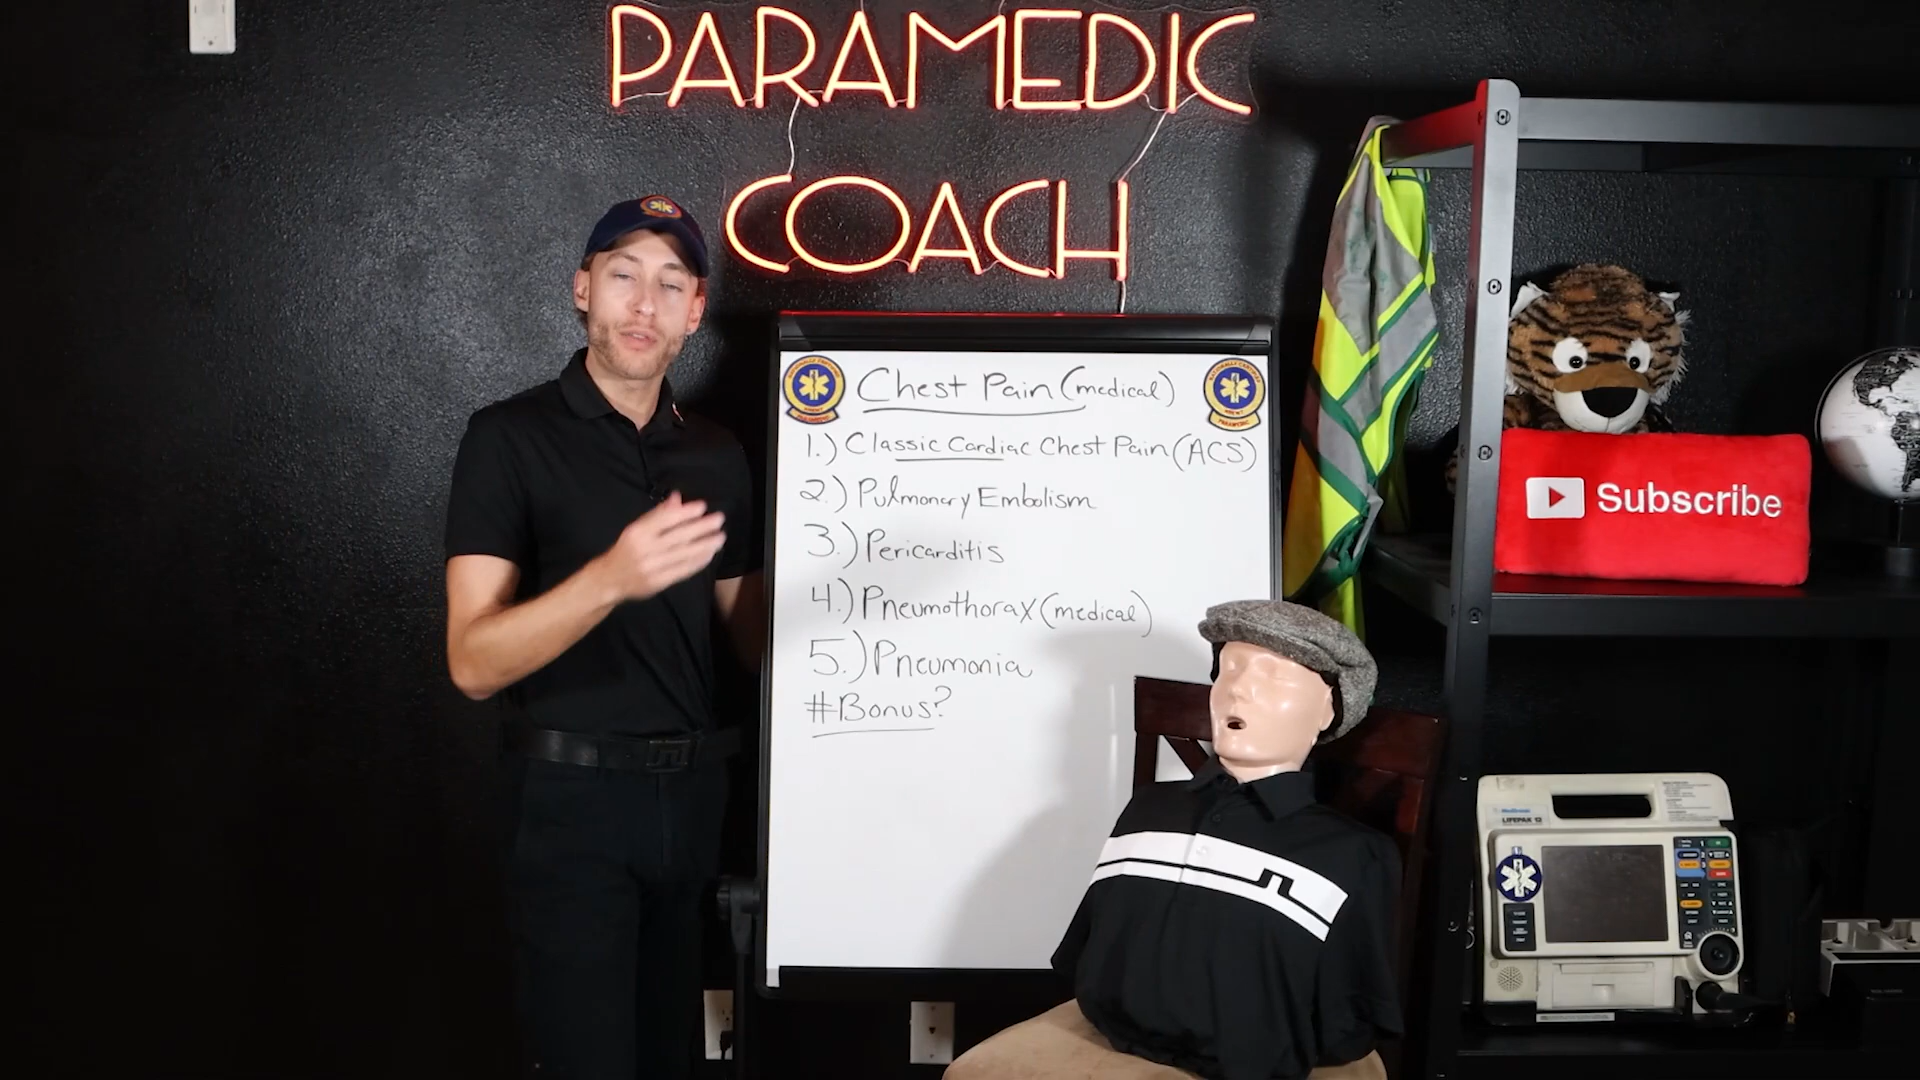 PARAMEDIC
COACH
Chest Pain (medical)
1.) Classic Cardiac Chest Pain (ACS)
2.) Pulmonary Embolism
3.) Pericarditis
4.) Pneumothorax (medical)
5.) Pneumonia
#Bonus?
Subscribe
LIFEPAK 12